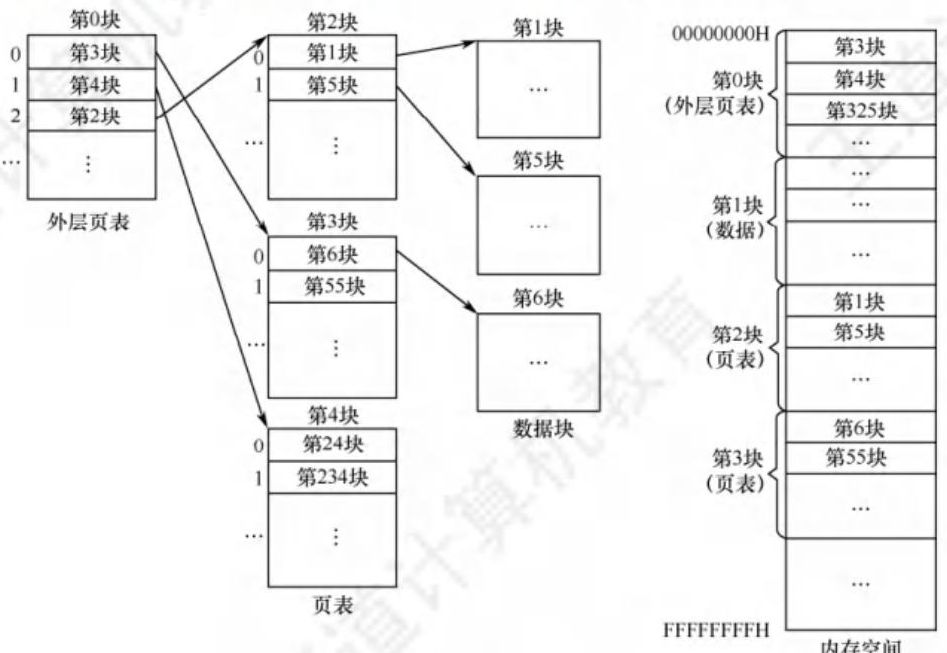 第0块
0
第3块
1
第4块
2
第2块
...
⋮
外层页表
第2块
0
第1块
1
第5块
...
⋮
第3块
0
第6块
1
第55块
...
⋮
第4块
0
第24块
1
第234块
...
⋮
页表
第1块
...
第5块
...
第6块
...
数据块
00000000H
第0块
(外层页表)
第3块
第4块
第325块
...
第1块
(数据)
...
...
...
第2块
(页表)
第1块
第5块
...
第3块
(页表)
第6块
第55块
...
...
FFFFFFFFH
内存空间
道计算机教育